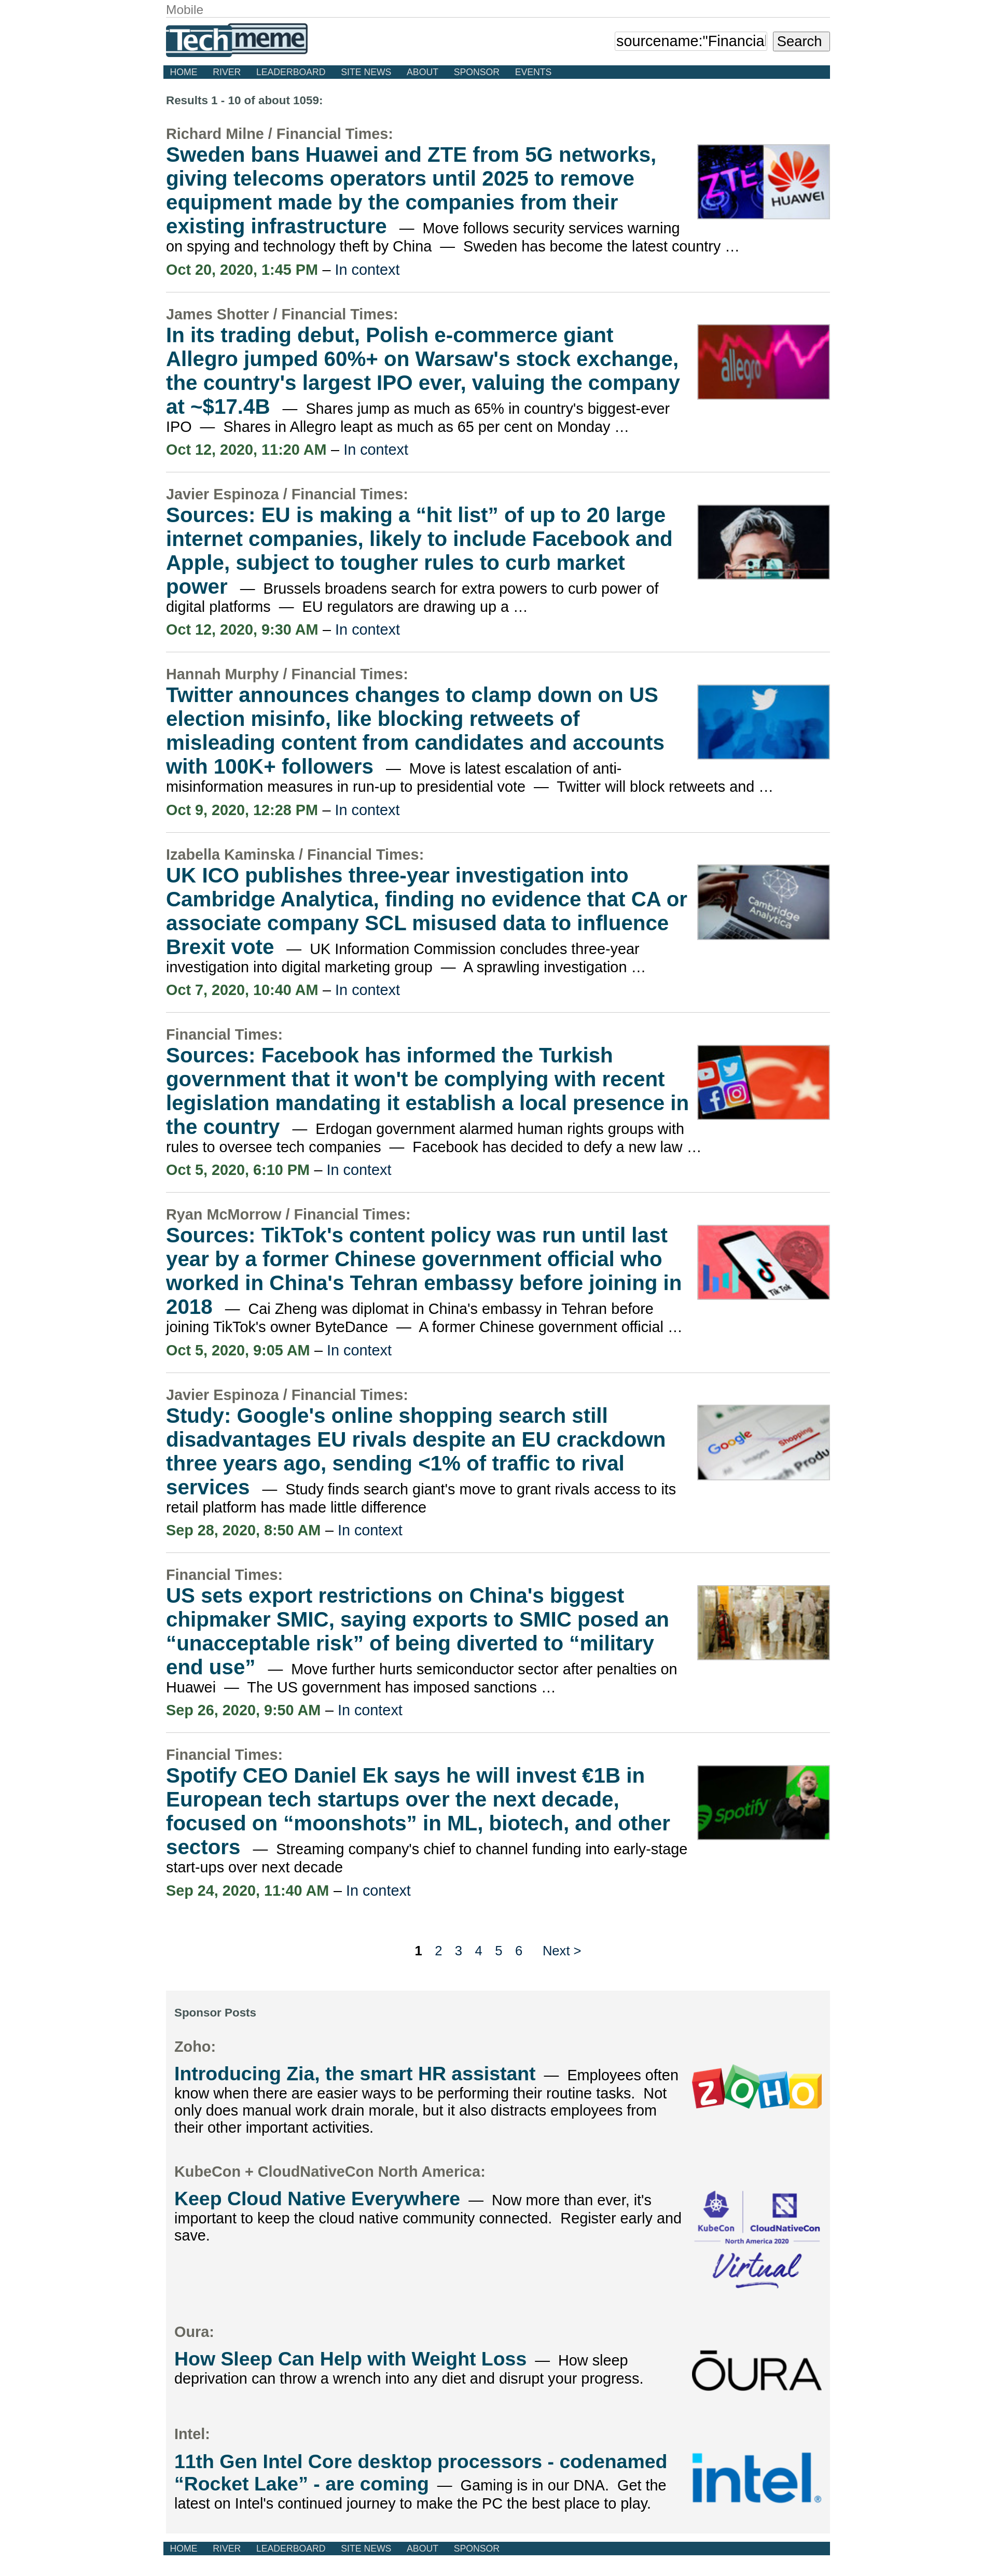 Mobile
Techmeme
sourcename:"Financia
Search
HOME RIVER LEADERBOARD SITE NEWS ABOUT SPONSOR EVENTS
Results 1 - 10 of about 1059:
Richard Milne / Financial Times:
Sweden bans Huawei and ZTE from 5G networks,
giving telecoms operators until 2025 to remove
equipment made by the companies from their
existing infrastructure — Move follows security services warning
on spying and technology theft by China — Sweden has become the latest country …
ZTE
HUAWEI
Oct 20, 2020, 1:45 PM – In context
James Shotter / Financial Times:
In its trading debut, Polish e-commerce giant
Allegro jumped 60%+ on Warsaw's stock exchange,
the country's largest IPO ever, valuing the company
at ~$17.4B — Shares jump as much as 65% in country's biggest-ever
IPO — Shares in Allegro leapt as much as 65 per cent on Monday …
allegro
Oct 12, 2020, 11:20 AM – In context
Javier Espinoza / Financial Times:
Sources: EU is making a “hit list” of up to 20 large
internet companies, likely to include Facebook and
Apple, subject to tougher rules to curb market
power — Brussels broadens search for extra powers to curb power of
digital platforms — EU regulators are drawing up a …
Oct 12, 2020, 9:30 AM – In context
Hannah Murphy / Financial Times:
Twitter announces changes to clamp down on US
election misinfo, like blocking retweets of
misleading content from candidates and accounts
with 100K+ followers — Move is latest escalation of anti-
misinformation measures in run-up to presidential vote — Twitter will block retweets and …
Oct 9, 2020, 12:28 PM – In context
Izabella Kaminska / Financial Times:
UK ICO publishes three-year investigation into
Cambridge Analytica, finding no evidence that CA or
associate company SCL misused data to influence
Brexit vote — UK Information Commission concludes three-year
investigation into digital marketing group — A sprawling investigation …
Cambridge
Analytica
Oct 7, 2020, 10:40 AM – In context
Financial Times:
Sources: Facebook has informed the Turkish
government that it won't be complying with recent
legislation mandating it establish a local presence in
the country — Erdogan government alarmed human rights groups with
rules to oversee tech companies — Facebook has decided to defy a new law …
Oct 5, 2020, 6:10 PM – In context
Ryan McMorrow / Financial Times:
Sources: TikTok's content policy was run until last
year by a former Chinese government official who
worked in China's Tehran embassy before joining in
2018 — Cai Zheng was diplomat in China's embassy in Tehran before
joining TikTok's owner ByteDance — A former Chinese government official …
Tik Tok
Oct 5, 2020, 9:05 AM – In context
Javier Espinoza / Financial Times:
Study: Google's online shopping search still
disadvantages EU rivals despite an EU crackdown
three years ago, sending <1% of traffic to rival
services — Study finds search giant's move to grant rivals access to its
retail platform has made little difference
Google
Shopping
All Images
Produ
Sep 28, 2020, 8:50 AM – In context
Financial Times:
US sets export restrictions on China's biggest
chipmaker SMIC, saying exports to SMIC posed an
“unacceptable risk” of being diverted to “military
end use” — Move further hurts semiconductor sector after penalties on
Huawei — The US government has imposed sanctions …
Sep 26, 2020, 9:50 AM – In context
Financial Times:
Spotify CEO Daniel Ek says he will invest €1B in
European tech startups over the next decade,
focused on “moonshots” in ML, biotech, and other
sectors — Streaming company's chief to channel funding into early-stage
start-ups over next decade
Spotify
Sep 24, 2020, 11:40 AM – In context
1 2 3 4 5 6 Next >
Sponsor Posts
Zoho:
Introducing Zia, the smart HR assistant — Employees often
know when there are easier ways to be performing their routine tasks. Not
only does manual work drain morale, but it also distracts employees from
their other important activities.
ZOHO
KubeCon + CloudNativeCon North America:
Keep Cloud Native Everywhere — Now more than ever, it's
important to keep the cloud native community connected. Register early and
save.
KubeCon CloudNativeCon
North America 2020
Virtual
Oura:
How Sleep Can Help with Weight Loss — How sleep
deprivation can throw a wrench into any diet and disrupt your progress.
ŌURA
Intel:
11th Gen Intel Core desktop processors - codenamed
“Rocket Lake” - are coming — Gaming is in our DNA. Get the
latest on Intel's continued journey to make the PC the best place to play.
intel®
HOME RIVER LEADERBOARD SITE NEWS ABOUT SPONSOR